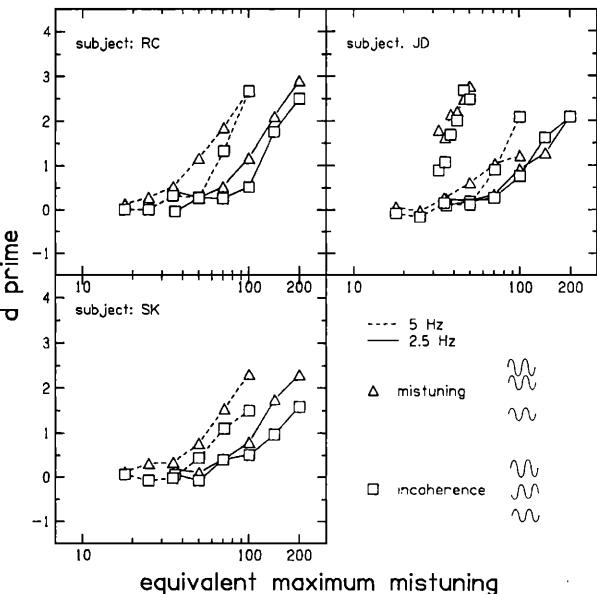 subject: RC
subject. JD
4
3
2
1
0
−1
10
100
200
10
100
200
d prime
subject: SK
4
3
2
1
0
−1
10
100
200
5 Hz
2.5 Hz
mistuning
incoherence
equivalent maximum mistuning